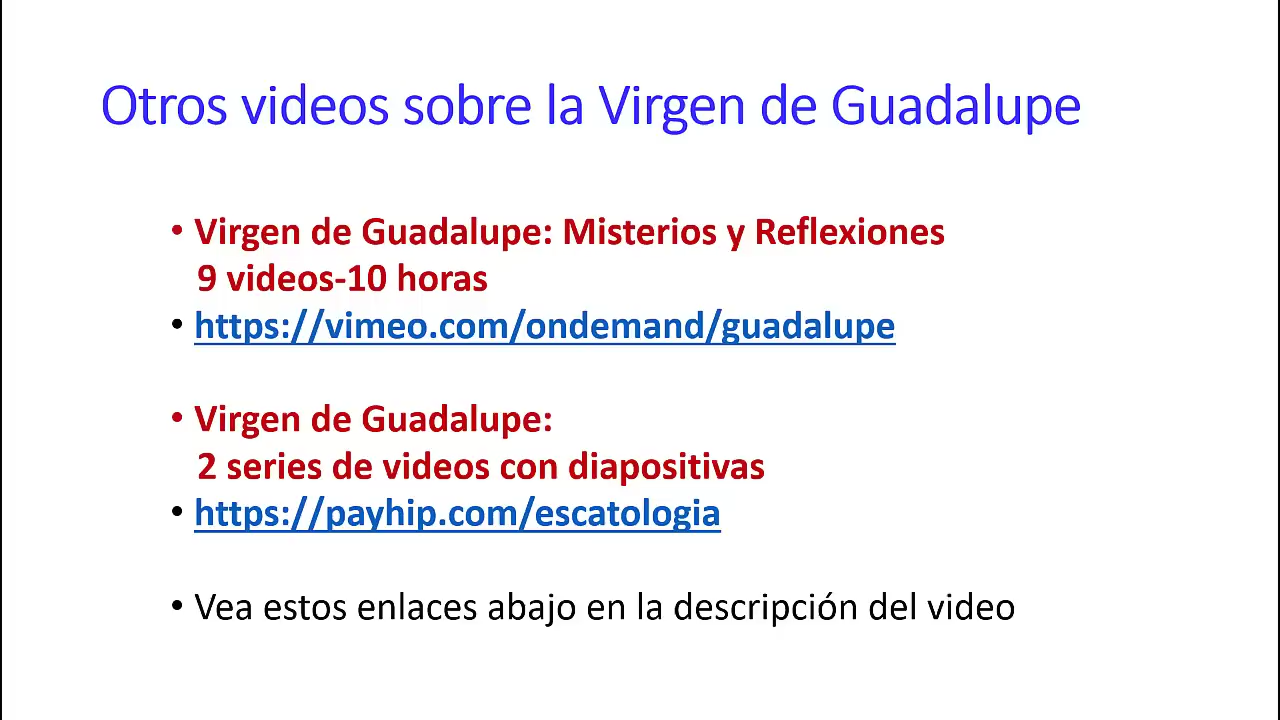 Otros videos sobre la Virgen de Guadalupe
• Virgen de Guadalupe: Misterios y Reflexiones
9 videos-10 horas
• https://vimeo.com/ondemand/guadalupe
• Virgen de Guadalupe:
2 series de videos con diapositivas
• https://payhip.com/escatologia
• Vea estos enlaces abajo en la descripción del video